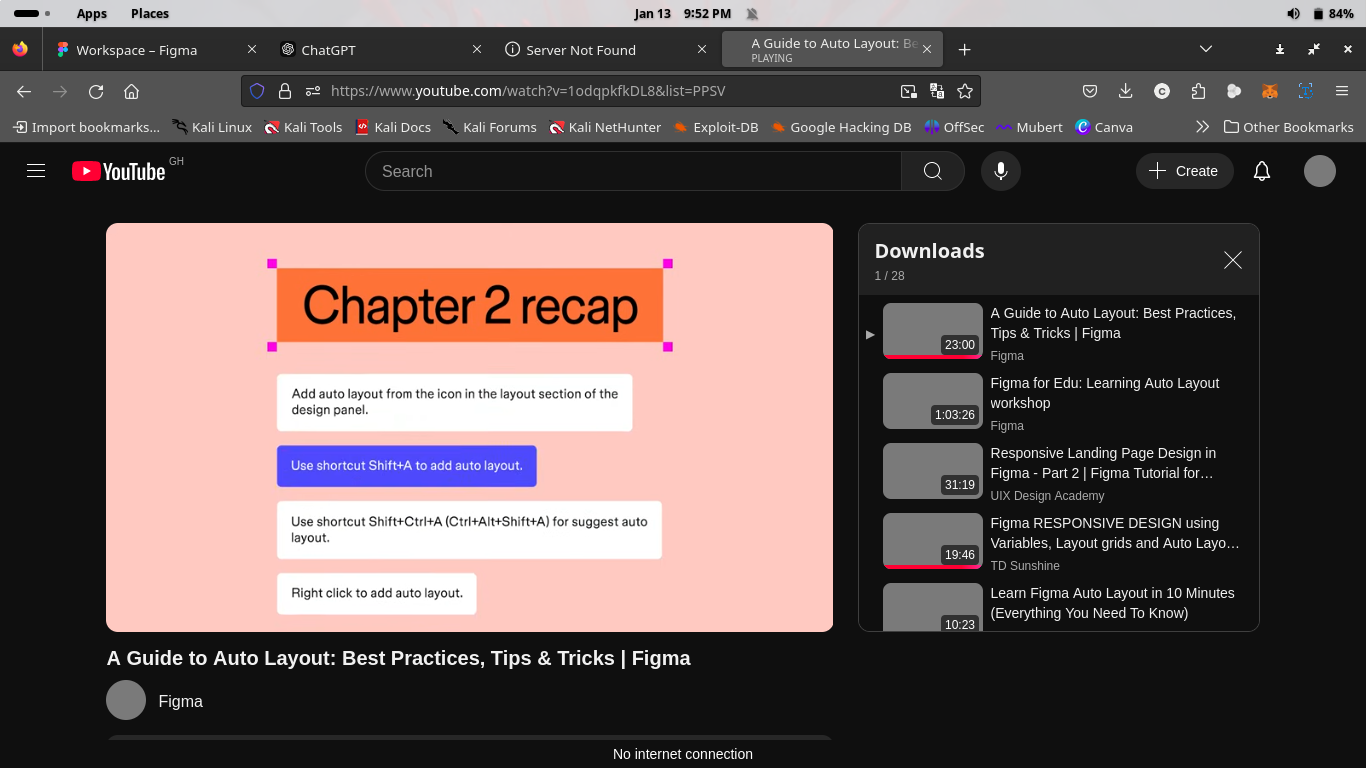 Apps Places Jan 13 9:52 PM 84%
Workspace – Figma ChatGPT Server Not Found A Guide to Auto Layout: Be
PLAYING
https://www.youtube.com/watch?v=1odqpkfkDL8&list=PPSV
Import bookmarks... Kali Linux Kali Tools Kali Docs Kali Forums Kali NetHunter Exploit-DB Google Hacking DB OffSec Mubert Canva Other Bookmarks
YouTube GH Search Create
Chapter 2 recap
Add auto layout from the icon in the layout section of the
design panel.
Use shortcut Shift+A to add auto layout.
Use shortcut Shift+Ctrl+A (Ctrl+Alt+Shift+A) for suggest auto
layout.
Right click to add auto layout.
A Guide to Auto Layout: Best Practices, Tips & Tricks | Figma
Figma
Downloads
1 / 28
A Guide to Auto Layout: Best Practices,
Tips & Tricks | Figma
23:00
Figma
Figma for Edu: Learning Auto Layout
workshop
1:03:26
Figma
Responsive Landing Page Design in
Figma - Part 2 | Figma Tutorial for…
31:19
UIX Design Academy
Figma RESPONSIVE DESIGN using
Variables, Layout grids and Auto Layo…
19:46
TD Sunshine
Learn Figma Auto Layout in 10 Minutes
(Everything You Need To Know)
10:23
No internet connection